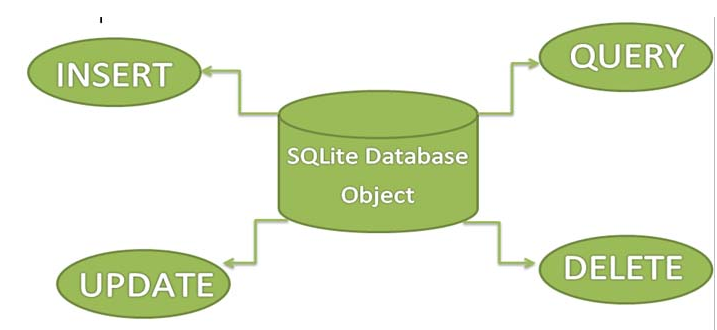 INSERT
QUERY
SQLite Database
Object
UPDATE
DELETE